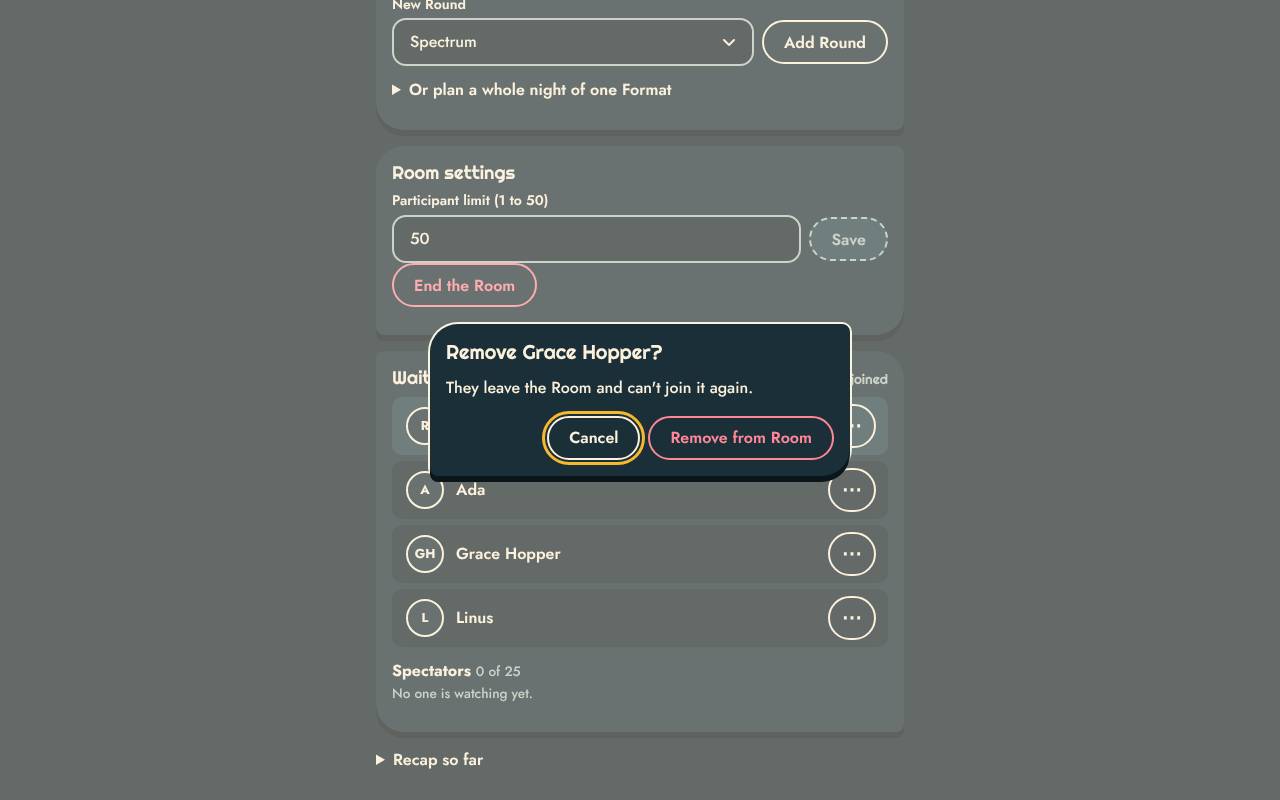 New Round
Spectrum
Add Round
Or plan a whole night of one Format
Room settings
Participant limit (1 to 50)
50
Save
End the Room
Remove Grace Hopper?
They leave the Room and can't join it again.
Cancel
Remove from Room
joined
A
Ada
GH
Grace Hopper
L
Linus
Spectators 0 of 25
No one is watching yet.
Recap so far